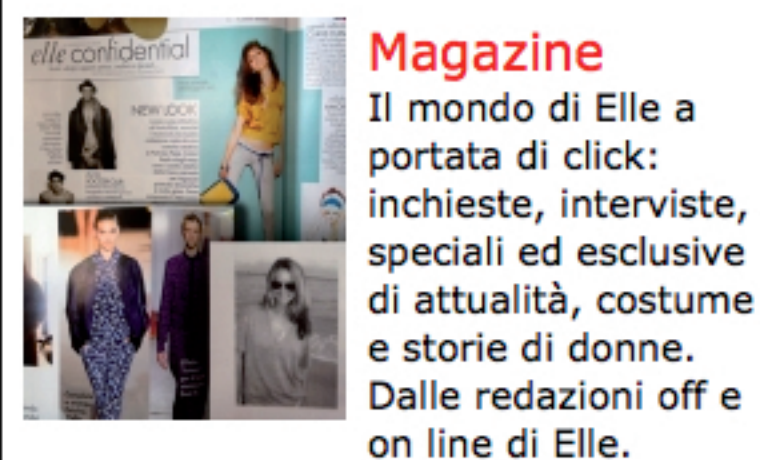 elle confidential
NEW LOOK
Magazine
Il mondo di Elle a
portata di click:
inchieste, interviste,
speciali ed esclusive
di attualità, costume
e storie di donne.
Dalle redazioni off e
on line di Elle.